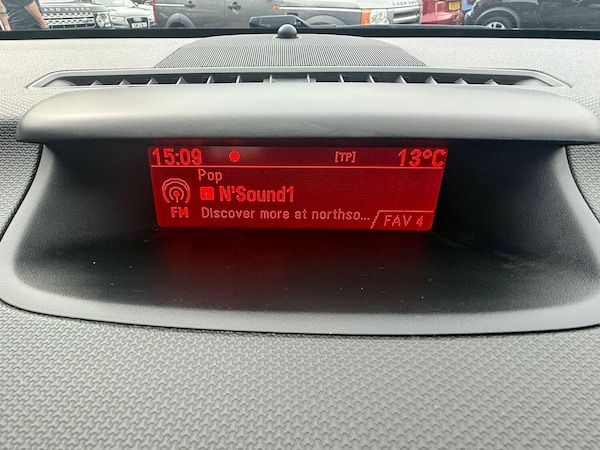 15:09 [TP] 13°C
Pop
N'Sound1
FM Discover more at northso... FAV 4